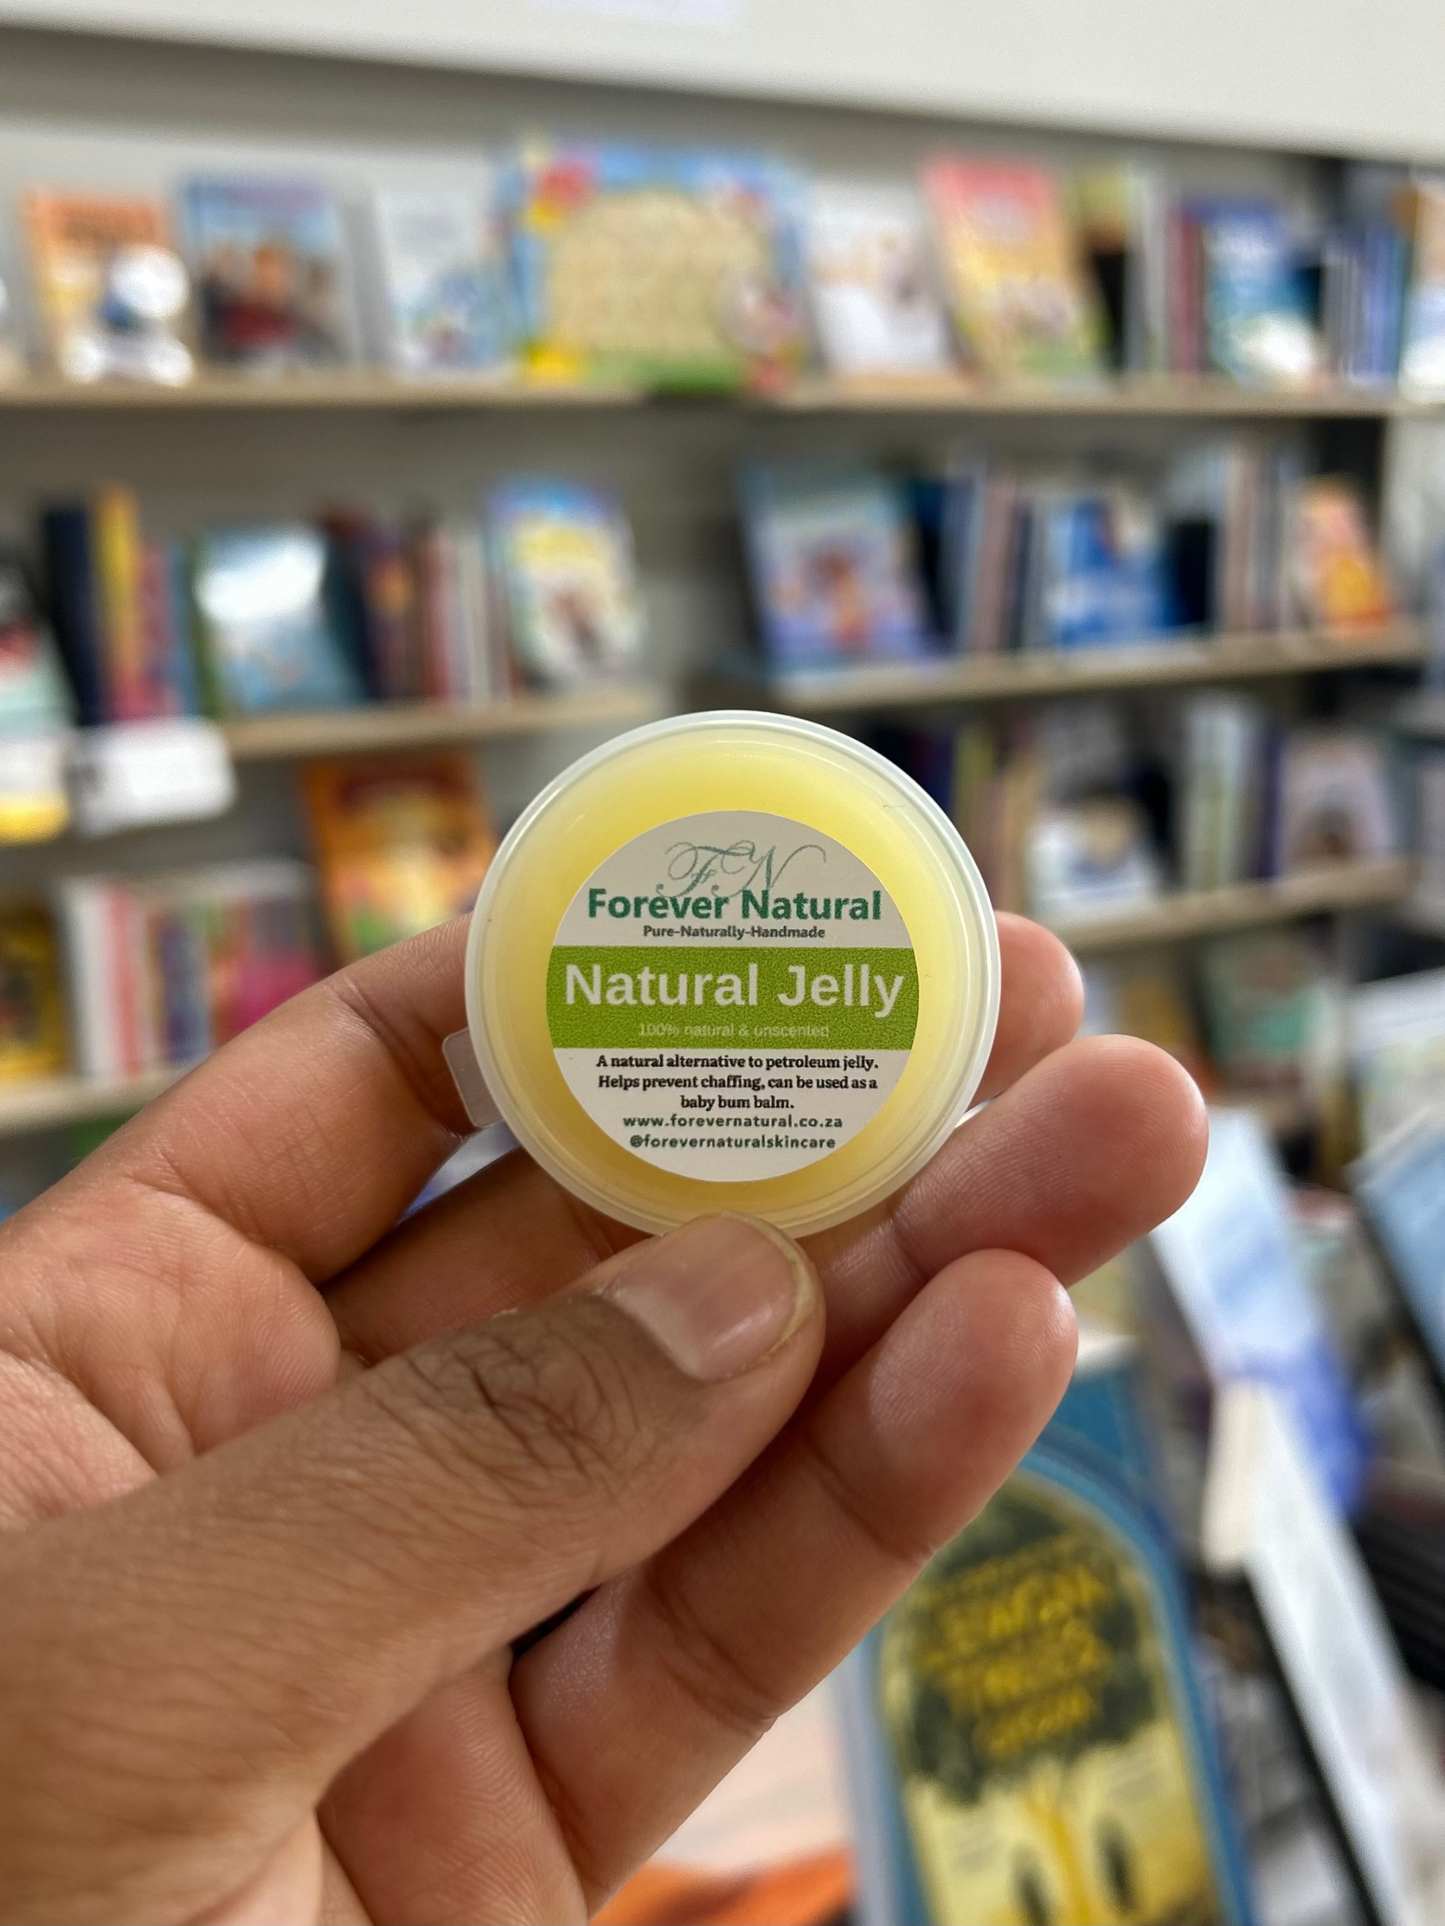 FN
Forever Natural
Pure-Naturally-Handmade
Natural Jelly
100% natural & unscented
A natural alternative to petroleum jelly.
Helps prevent chaffing, can be used as a
baby bum balm.
www.forevernatural.co.za
@forevernaturalskincare